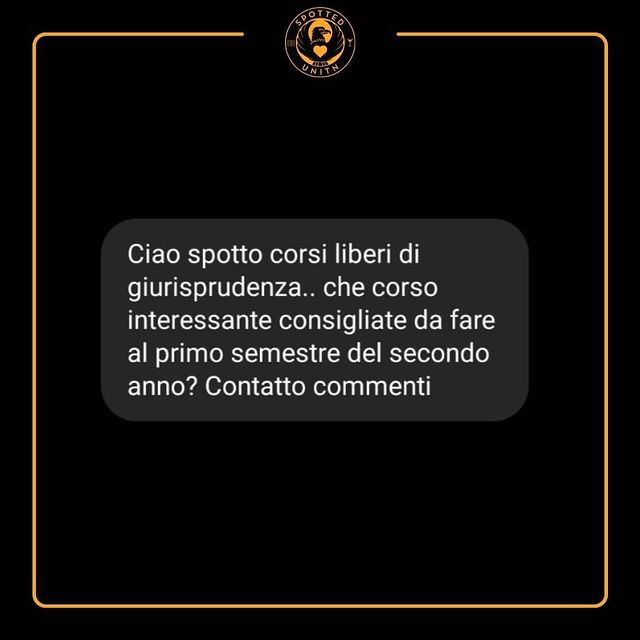 SPOTTED
UNITN
Ciao spotto corsi liberi di
giurisprudenza.. che corso
interessante consigliate da fare
al primo semestre del secondo
anno? Contatto commenti